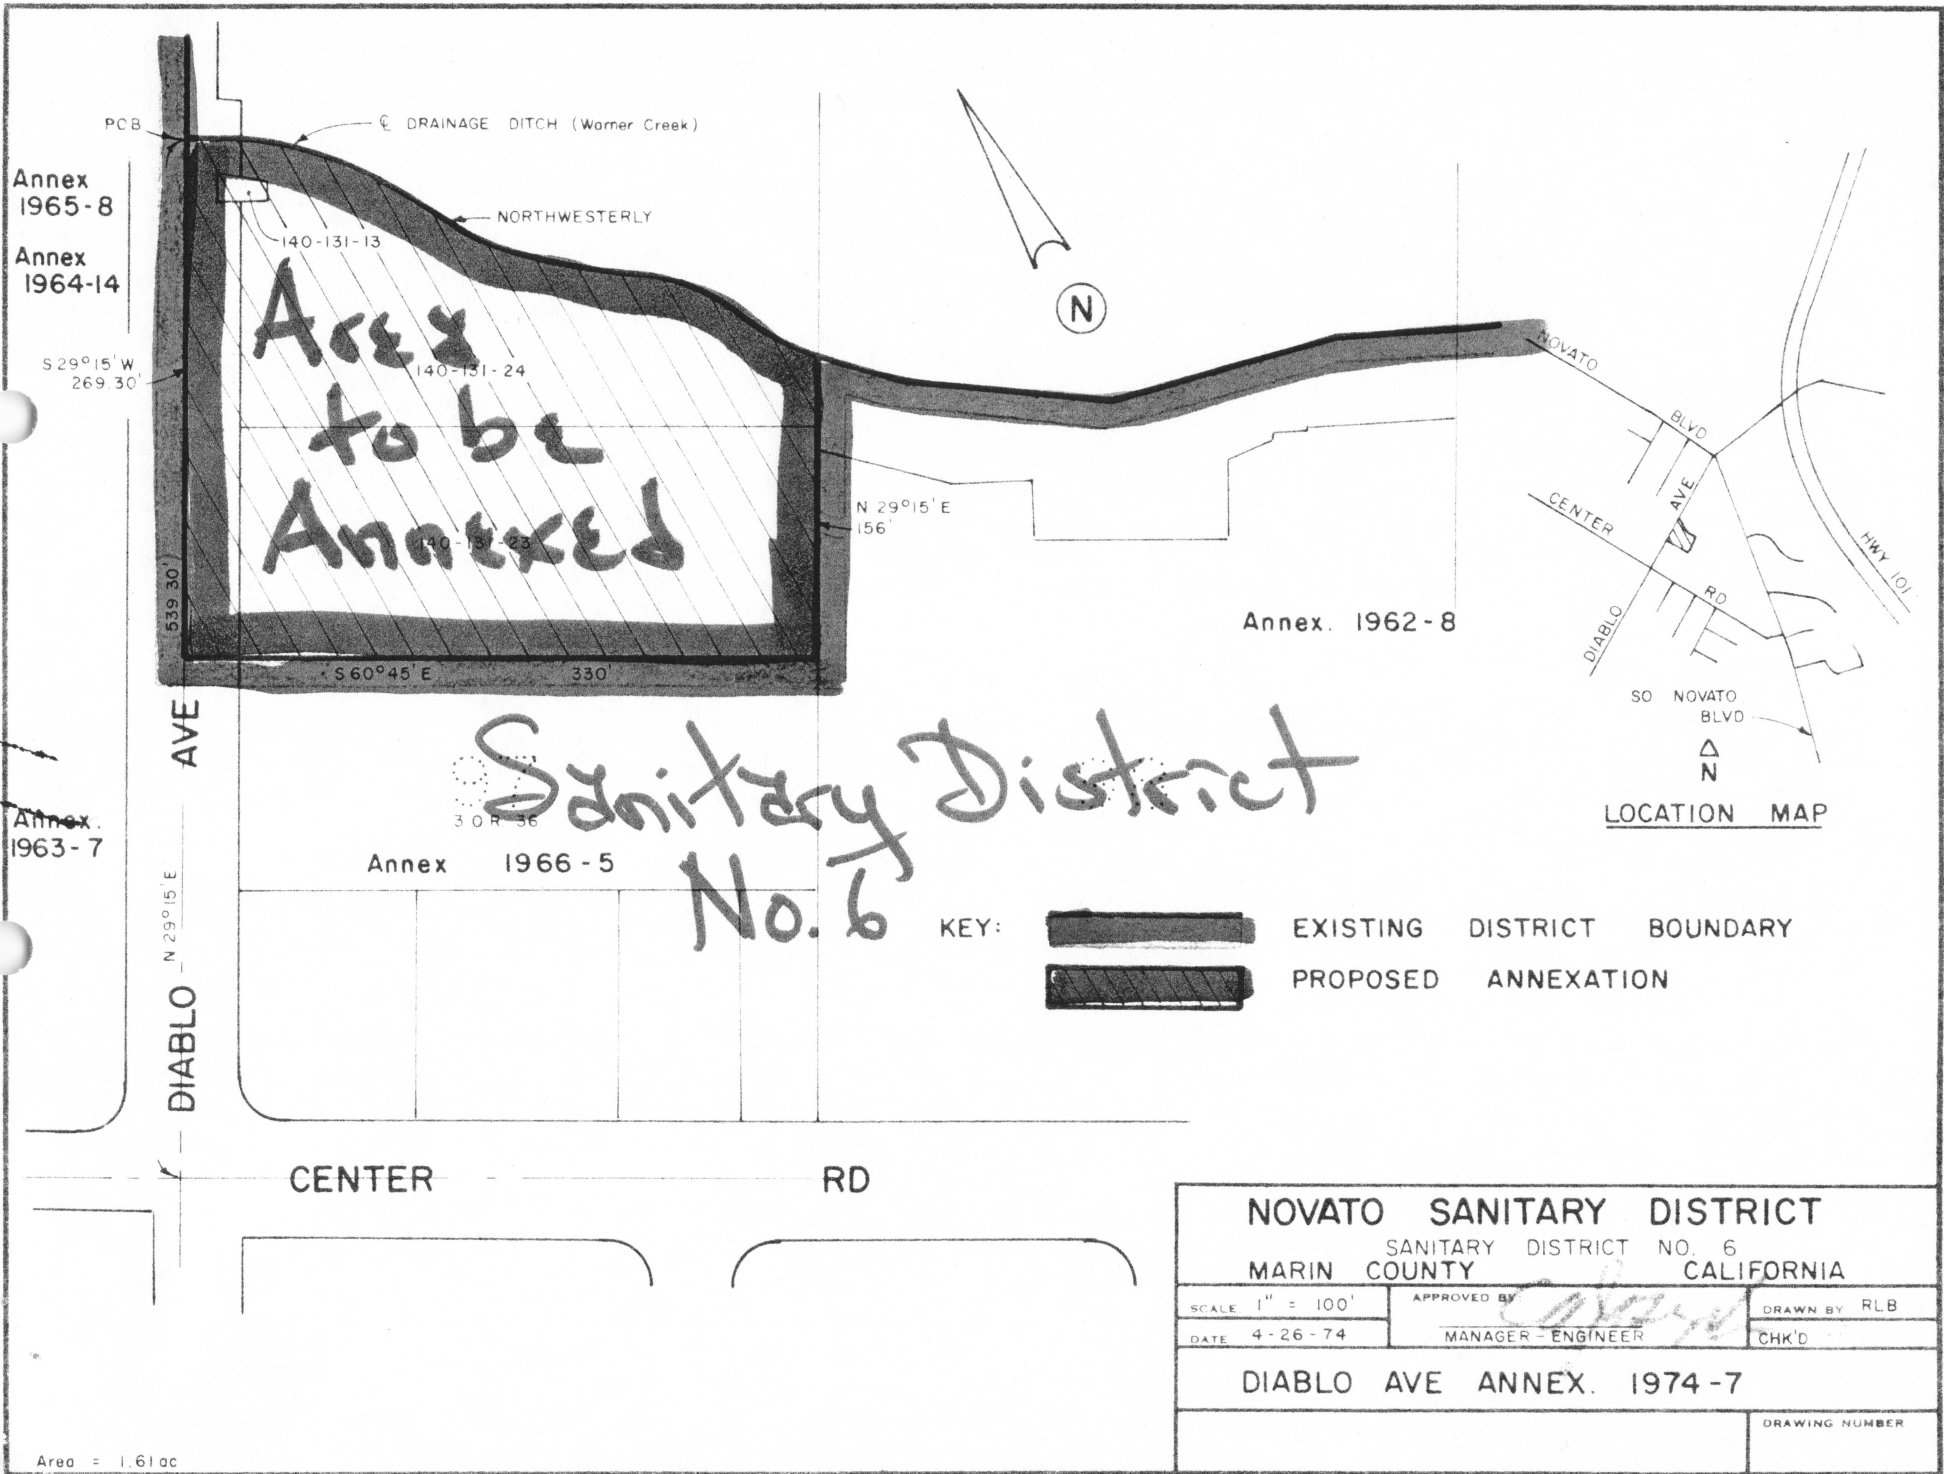 POB
℄ DRAINAGE DITCH (Warner Creek)
Annex
1965-8
NORTHWESTERLY
140-131-13
Annex
1964-14
Area
to be
Annexed
S 29°15' W
269.30'
140-131-24
140-131-23
N 29°15' E
156'
539.30'
S 60°45' E 330'
N
NOVATO
BLVD
AVE
CENTER
RD
DIABLO
HWY 101
SO NOVATO
BLVD
N
LOCATION MAP
Annex. 1962-8
Sanitary District
No. 6
3 O R 36
Annex 1966-5
Annex.
1963-7
DIABLO AVE
N 29°15' E
KEY:
EXISTING DISTRICT BOUNDARY
PROPOSED ANNEXATION
CENTER RD
NOVATO SANITARY DISTRICT
SANITARY DISTRICT NO. 6
MARIN COUNTY CALIFORNIA
SCALE 1" = 100'
APPROVED BY
DRAWN BY RLB
DATE 4-26-74
MANAGER-ENGINEER
CHK'D
DIABLO AVE ANNEX. 1974-7
DRAWING NUMBER
Area = 1.61 ac